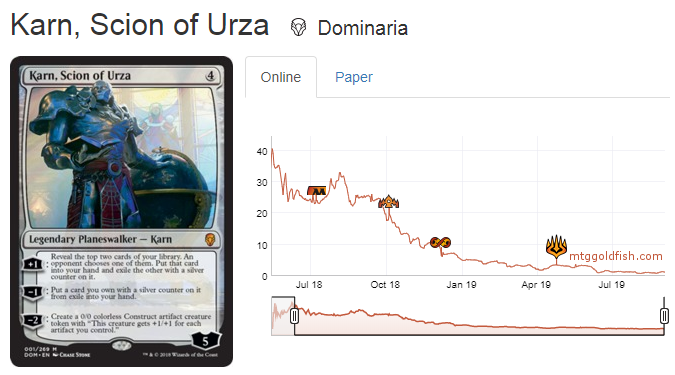 Karn, Scion of Urza Dominaria
Karn, Scion of Urza 4
Legendary Planeswalker — Karn
+1: Reveal the top two cards of your library. An
opponent chooses one of them. Put that card
into your hand and exile the other with a silver
counter on it.
−1: Put a card you own with a silver counter on it
from exile into your hand.
−2: Create a 0/0 colorless Construct artifact creature
token with "This creature gets +1/+1 for each
artifact you control."
5
001/269 M
DOM • EN CHASE STONE
™ & © 2018 Wizards of the Coast
Online Paper
40
30
20
10
0
mtggoldfish.com
Jul 18 Oct 18 Jan 19 Apr 19 Jul 19